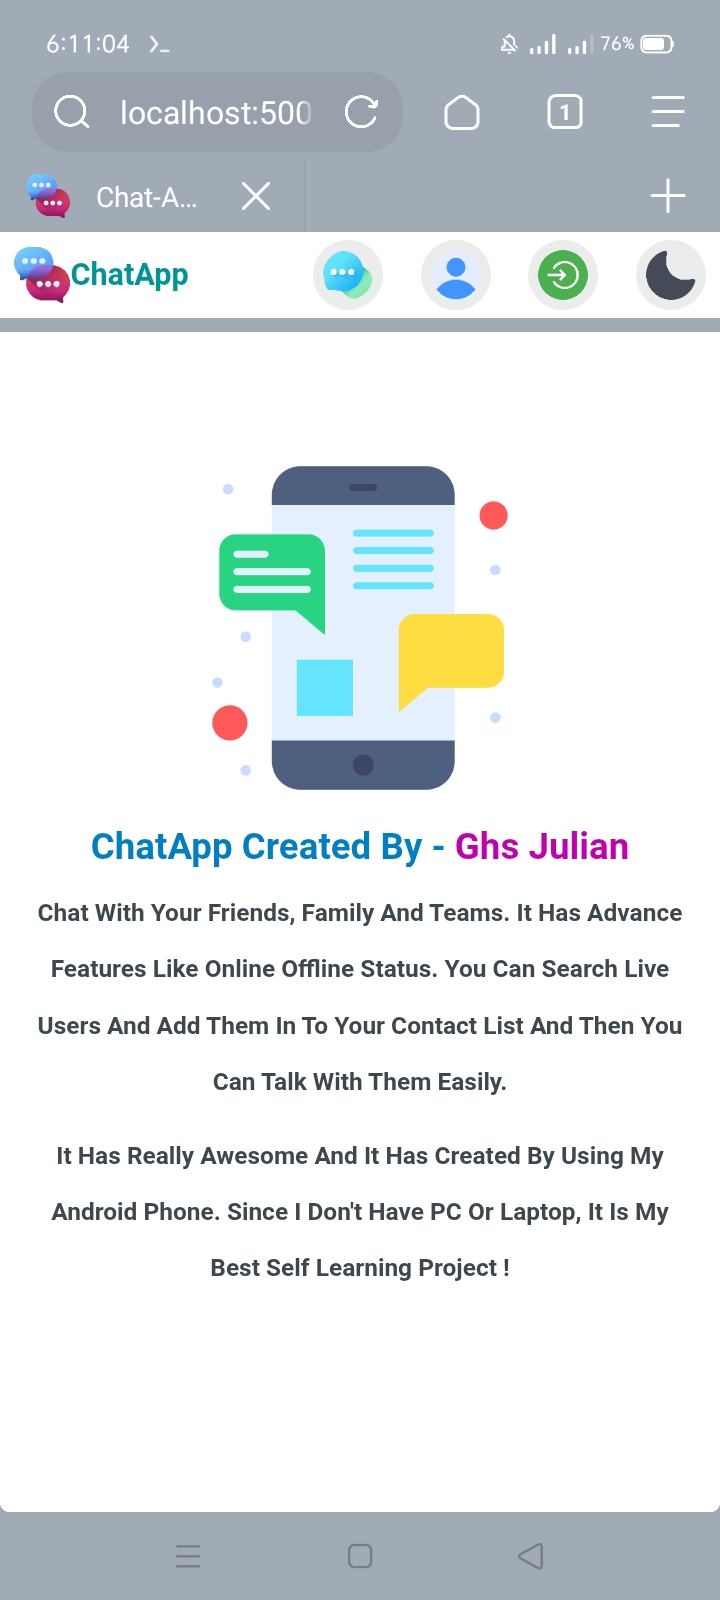 6:11:04
76%
localhost:500
1
Chat-A...
ChatApp
ChatApp Created By - Ghs Julian
Chat With Your Friends, Family And Teams. It Has Advance
Features Like Online Offline Status. You Can Search Live
Users And Add Them In To Your Contact List And Then You
Can Talk With Them Easily.
It Has Really Awesome And It Has Created By Using My
Android Phone. Since I Don't Have PC Or Laptop, It Is My
Best Self Learning Project !